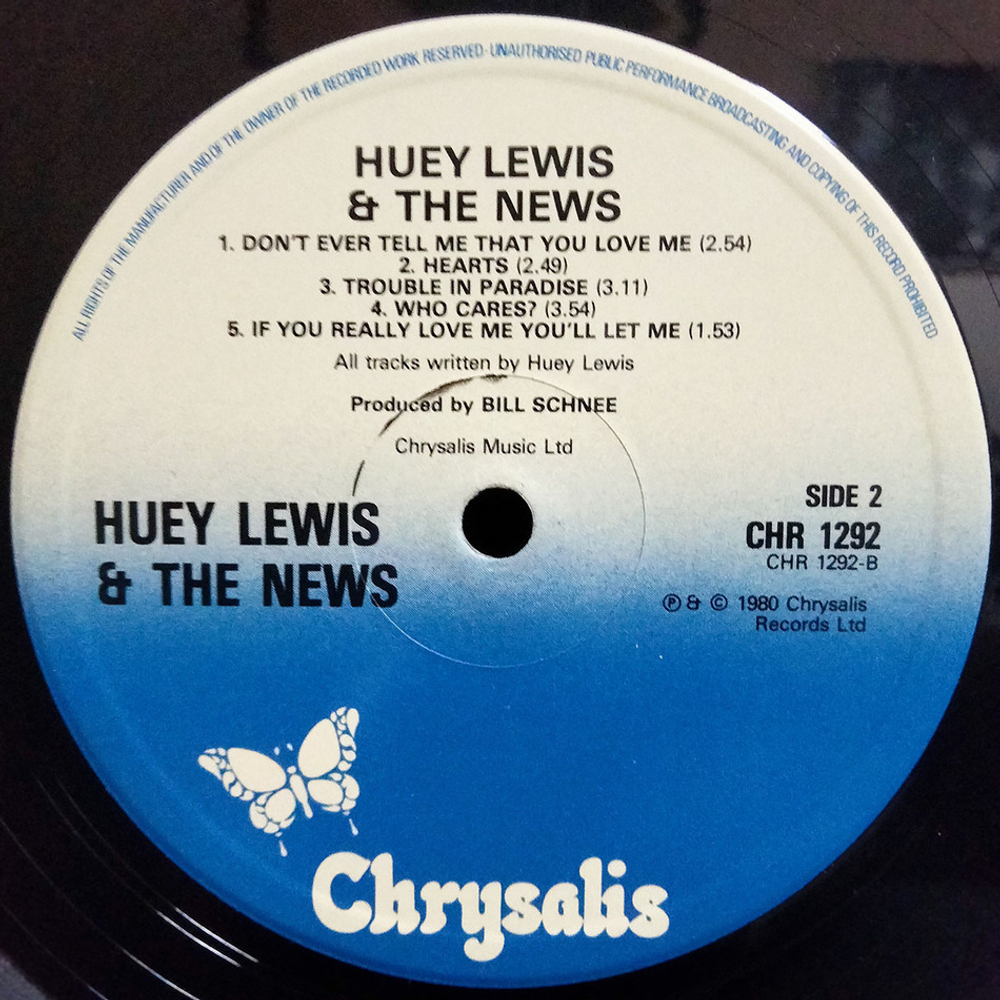 ALL RIGHTS OF THE MANUFACTURER AND OF THE OWNER OF THE RECORDED WORK RESERVED · UNAUTHORISED PUBLIC PERFORMANCE BROADCASTING AND COPYING OF THIS RECORD PROHIBITED
HUEY LEWIS
& THE NEWS
1. DON'T EVER TELL ME THAT YOU LOVE ME (2.54)
2. HEARTS (2.49)
3. TROUBLE IN PARADISE (3.11)
4. WHO CARES? (3.54)
5. IF YOU REALLY LOVE ME YOU'LL LET ME (1.53)
All tracks written by Huey Lewis
Produced by BILL SCHNEE
Chrysalis Music Ltd
HUEY LEWIS
& THE NEWS
SIDE 2
CHR 1292
CHR 1292-B
Ⓟ & © 1980 Chrysalis
Records Ltd
Chrysalis